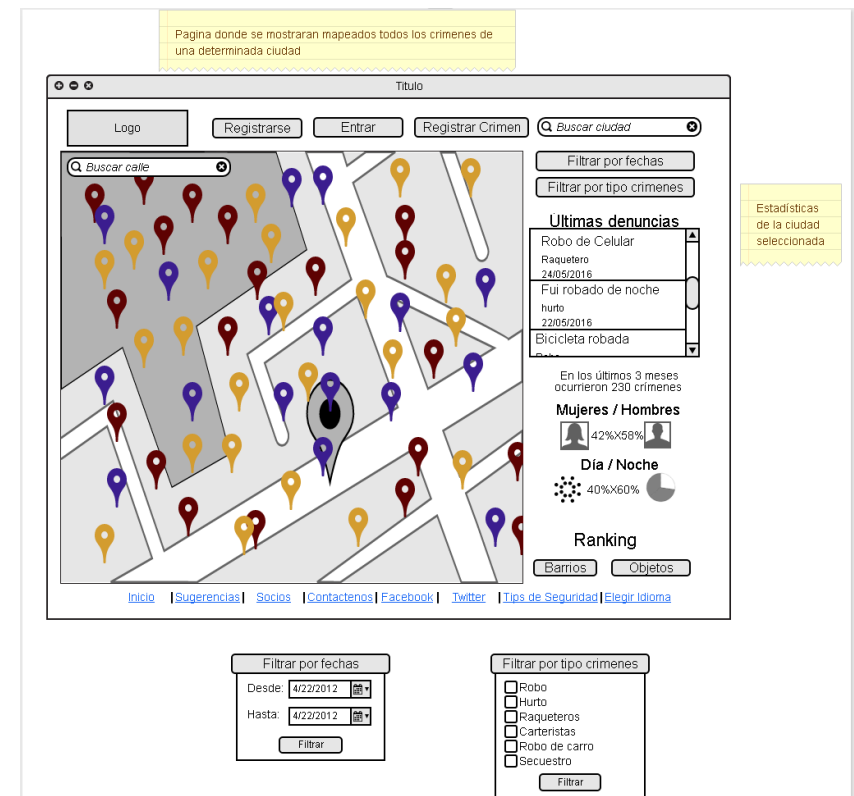 Pagina donde se mostraran mapeados todos los crimenes de
una determinada ciudad
Titulo
Logo
Registrarse
Entrar
Registrar Crimen
Buscar ciudad
Buscar calle
Filtrar por fechas
Filtrar por tipo crimenes
Estadísticas
de la ciudad
seleccionada
Últimas denuncias
Robo de Celular
Raquetero
24/05/2016
Fui robado de noche
hurto
22/05/2016
Bicicleta robada
En los últimos 3 meses
ocurrieron 230 crímenes
Mujeres / Hombres
42%X58%
Día / Noche
40%X60%
Ranking
Barrios
Objetos
Inicio | Sugerencias | Socios | Contactenos | Facebook | Twitter | Tips de Seguridad | Elegir Idioma
Filtrar por fechas
Desde: 4/22/2012
Hasta: 4/22/2012
Filtrar
Filtrar por tipo crimenes
Robo
Hurto
Raqueteros
Carteristas
Robo de carro
Secuestro
Filtrar